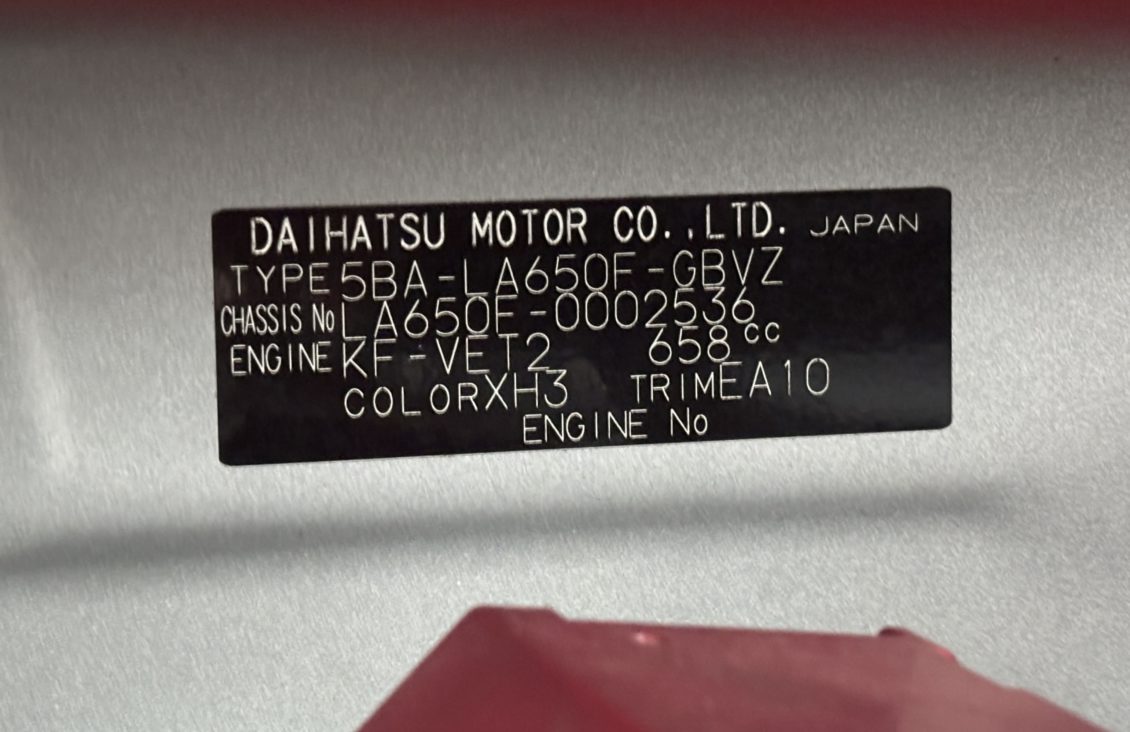 DAIHATSU MOTOR CO.,LTD. JAPAN
TYPE 5BA-LA650F-GBVZ
CHASSIS No LA650F-0002536
ENGINE KF-VET2 658cc
COLOR XH3 TRIM EA10
ENGINE No